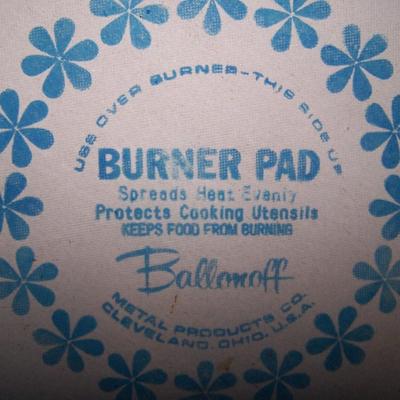 USE OVER BURNER-THIS SIDE UP
BURNER PAD
Spreads Heat Evenly
Protects Cooking Utensils
KEEPS FOOD FROM BURNING
Ballonoff
METAL PRODUCTS CO.
CLEVELAND, OHIO, U.S.A.